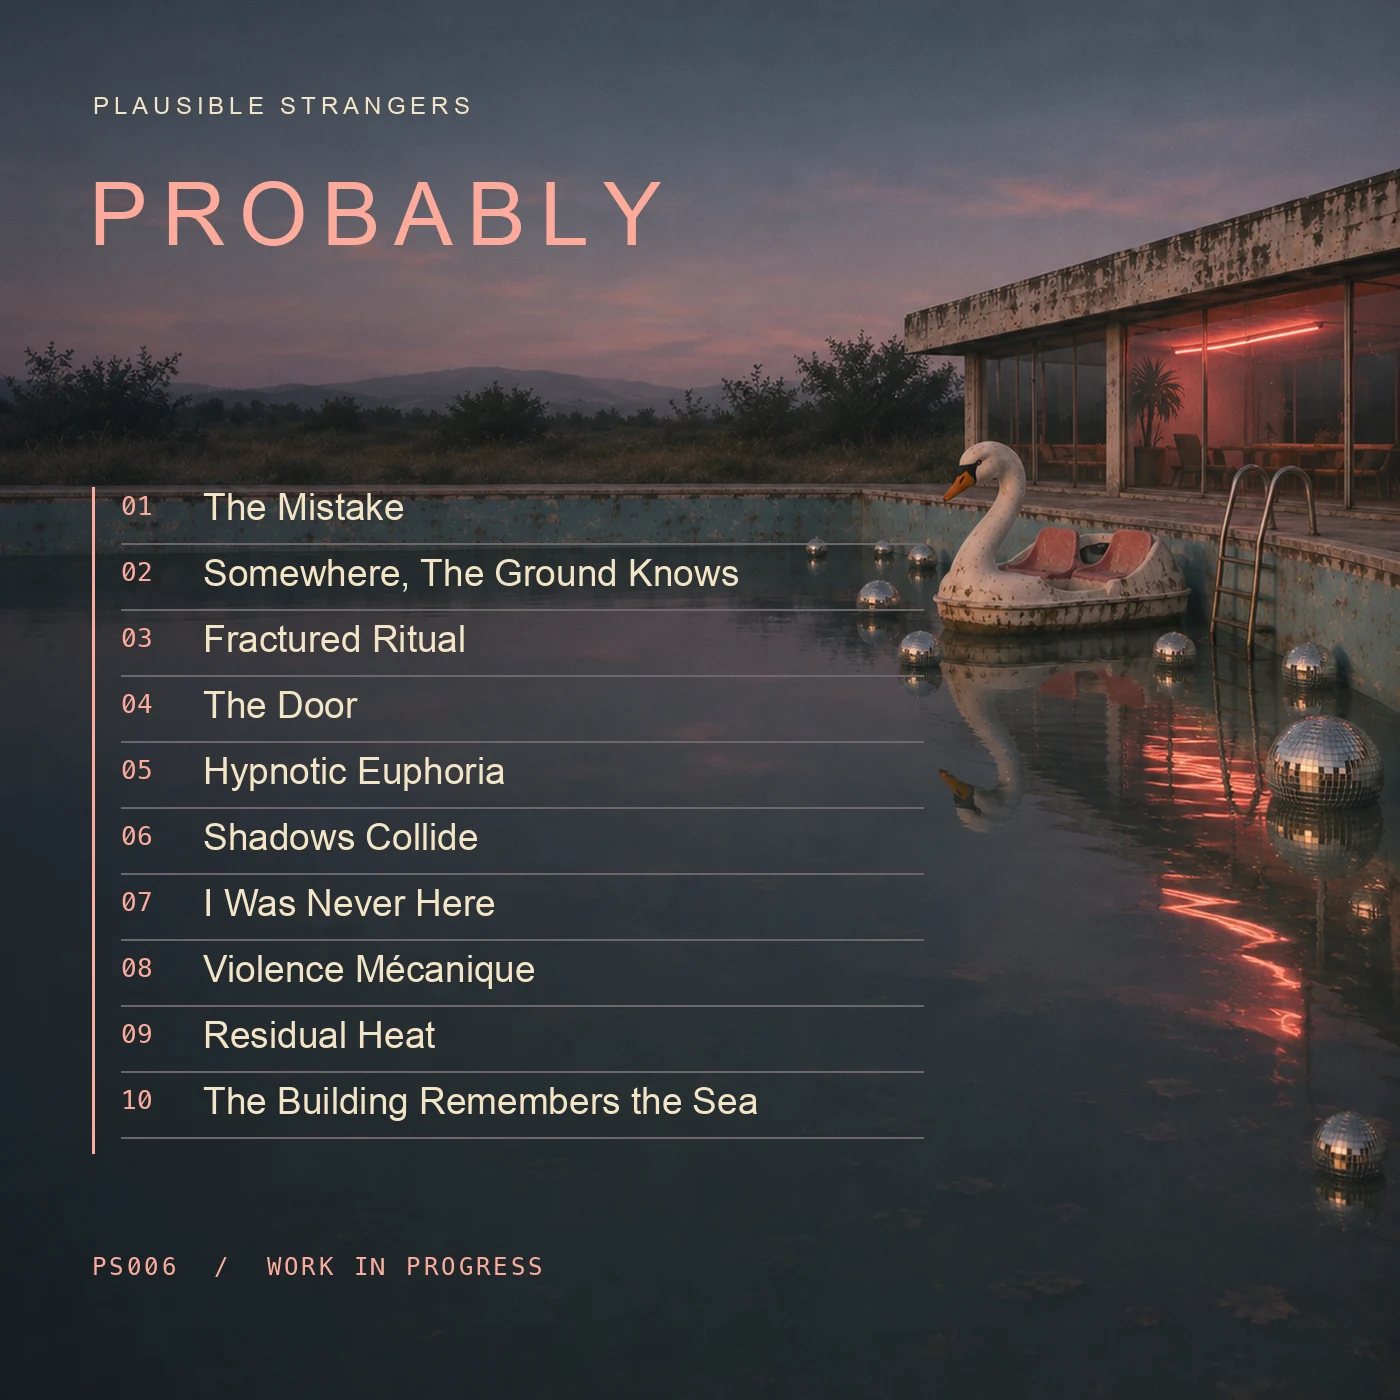 PLAUSIBLE STRANGERS
PROBABLY
01 The Mistake
02 Somewhere, The Ground Knows
03 Fractured Ritual
04 The Door
05 Hypnotic Euphoria
06 Shadows Collide
07 I Was Never Here
08 Violence Mécanique
09 Residual Heat
10 The Building Remembers the Sea
PS006 / WORK IN PROGRESS